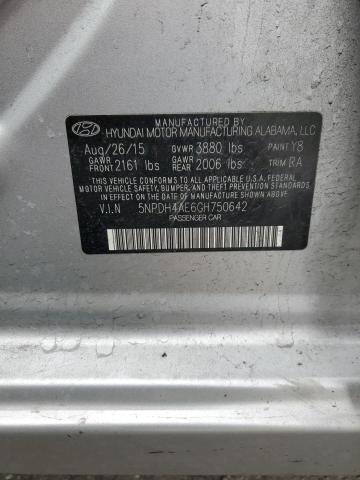 MANUFACTURED BY
HYUNDAI MOTOR MANUFACTURING ALABAMA, LLC
Aug/26/15 GVWR 3880 lbs PAINT Y8
GAWR FRONT 2161 lbs GAWR REAR 2006 lbs TRIM RA
THIS VEHICLE CONFORMS TO ALL APPLICABLE U.S.A. FEDERAL
MOTOR VEHICLE SAFETY, BUMPER, AND THEFT PREVENTION
STANDARDS IN EFFECT ON THE DATE OF MANUFACTURE SHOWN ABOVE.
V.I.N 5NPDH4AE6GH750642
PASSENGER CAR